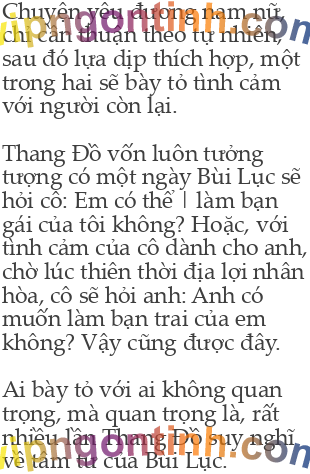 Chuyện yêu đương nam nữ
chỉ cần thuận theo tự nhiên,
sau đó lựa dịp thích hợp, một
trong hai sẽ bày tỏ tình cảm
với người còn lại.
Thang Đồ vốn luôn tưởng
tượng có một ngày Bùi Lục sẽ
hỏi cô: Em có thể | làm bạn
gái của tôi không? Hoặc, với
tình cảm của cô dành cho anh,
chờ lúc thiên thời địa lợi nhân
hòa, cô sẽ hỏi anh: Anh có
muốn làm bạn trai của em
không? Vậy cũng được đấy.
Ai bày tỏ với ai không quan
trọng, mà quan trọng là, rất
nhiều lần Thang Đồ suy nghĩ
về tâm tư của Bùi Lục.
vipngontinh.com
vipngontinh.com